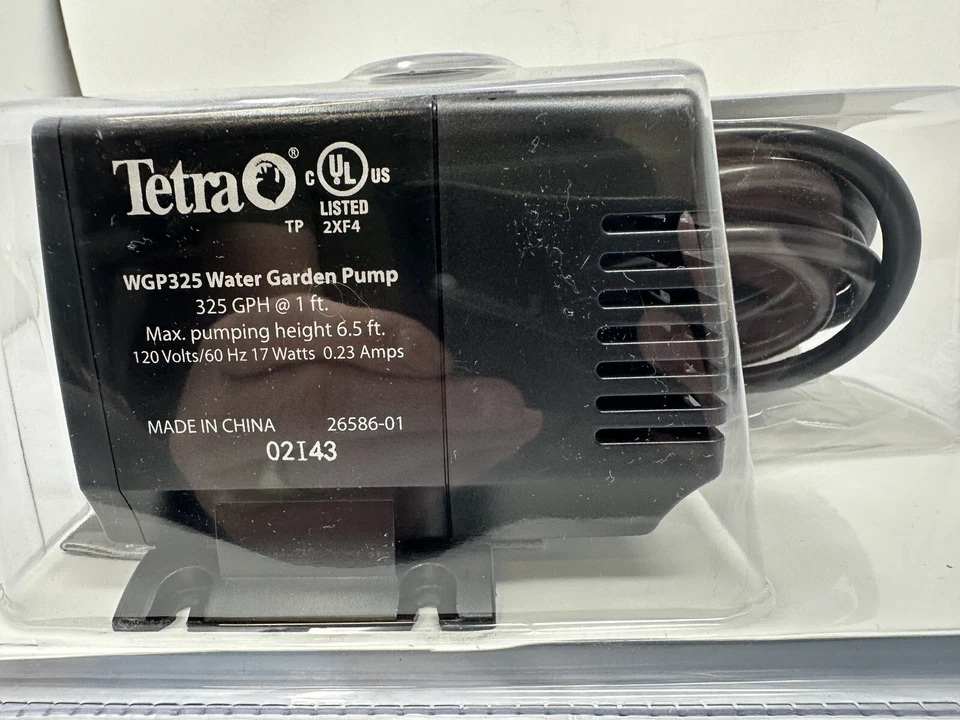 Tetra®
C UL® US
LISTED
TP 2XF4
WGP325 Water Garden Pump
325 GPH @ 1 ft.
Max. pumping height 6.5 ft.
120 Volts/60 Hz 17 Watts 0.23 Amps
MADE IN CHINA 26586-01
02I43